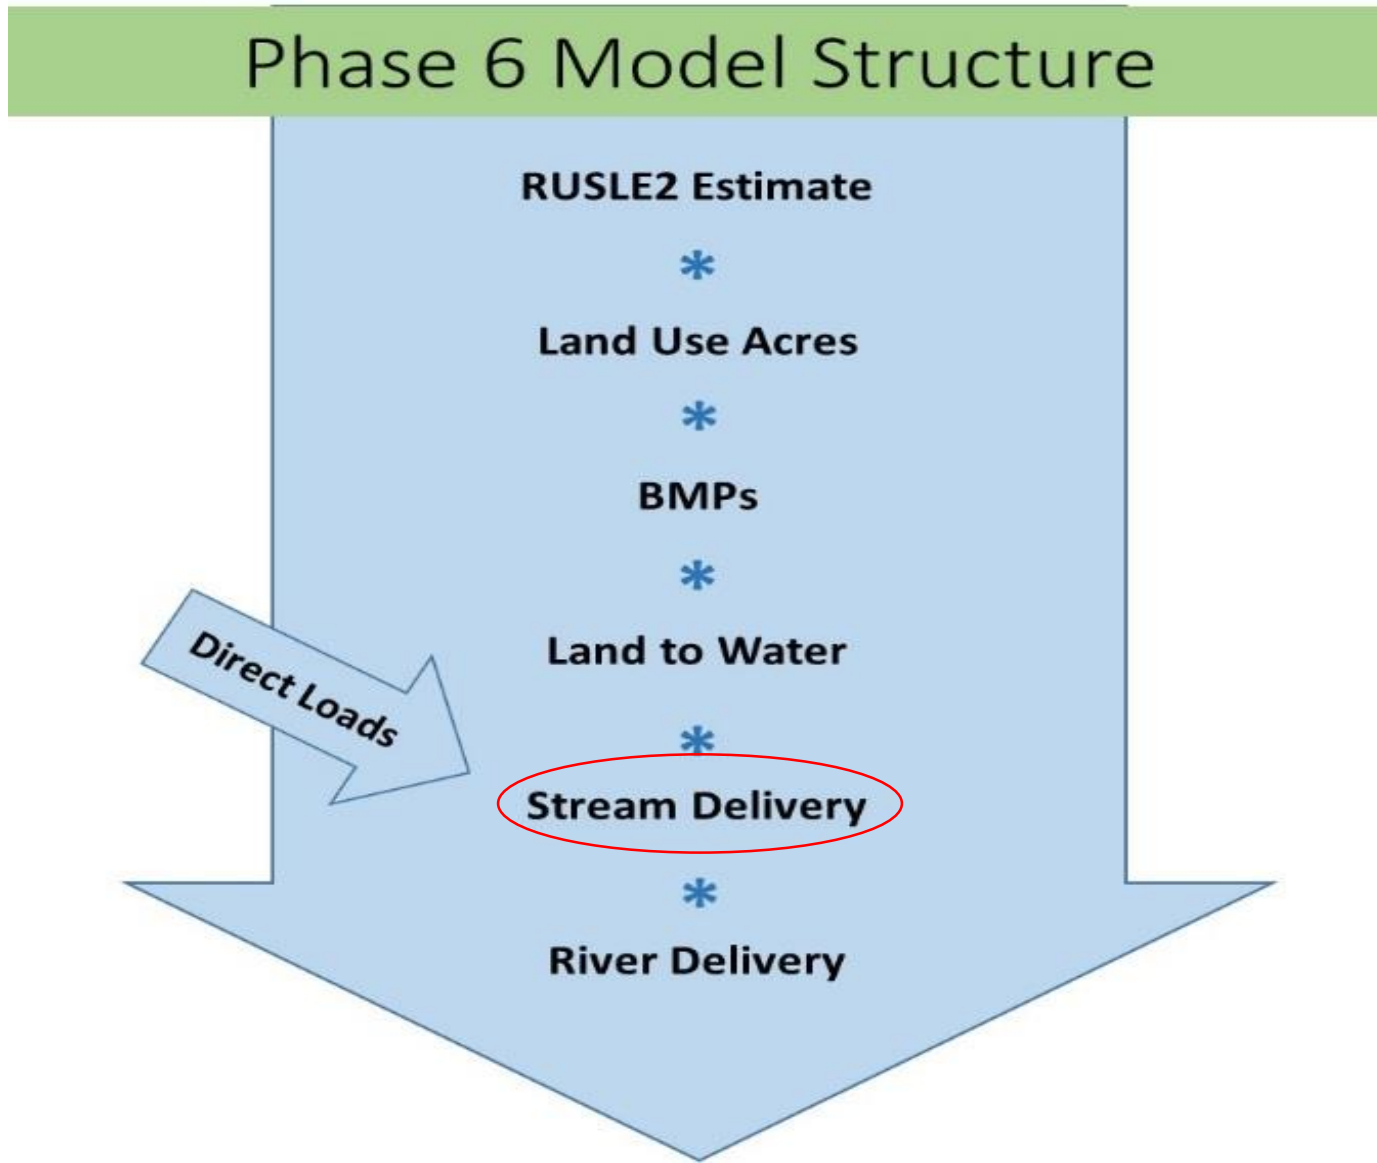 Phase 6 Model Structure
RUSLE2 Estimate
*
Land Use Acres
*
BMPs
*
Land to Water
Direct Loads
*
Stream Delivery
*
River Delivery